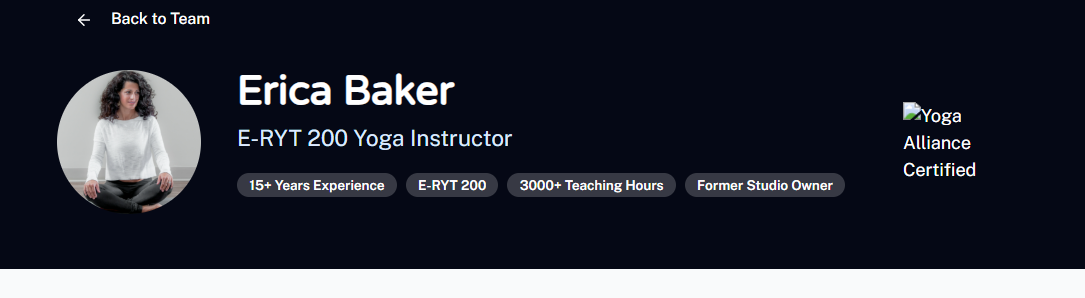 Back to Team
Erica Baker
E-RYT 200 Yoga Instructor
15+ Years Experience E-RYT 200 3000+ Teaching Hours Former Studio Owner
Yoga
Alliance
Certified